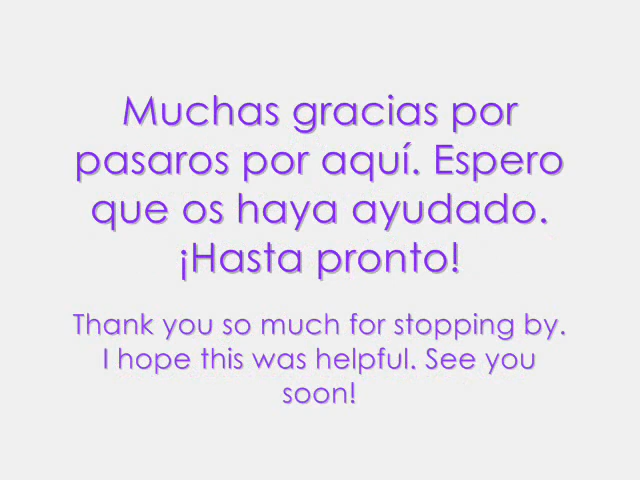 Muchas gracias por
pasaros por aquí. Espero
que os haya ayudado.
¡Hasta pronto!
Thank you so much for stopping by.
I hope this was helpful. See you
soon!